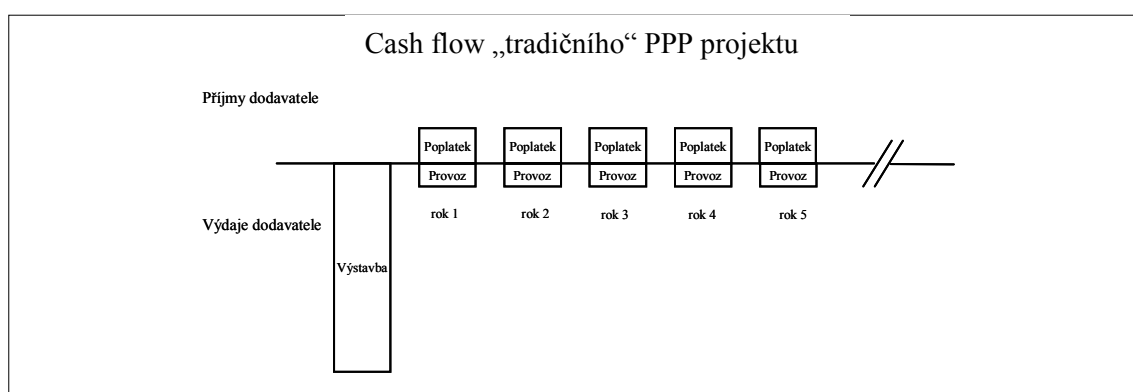 Cash flow „tradičního“ PPP projektu
Příjmy dodavatele
Poplatek Poplatek Poplatek Poplatek Poplatek
Provoz Provoz Provoz Provoz Provoz
rok 1 rok 2 rok 3 rok 4 rok 5
Výdaje dodavatele
Výstavba